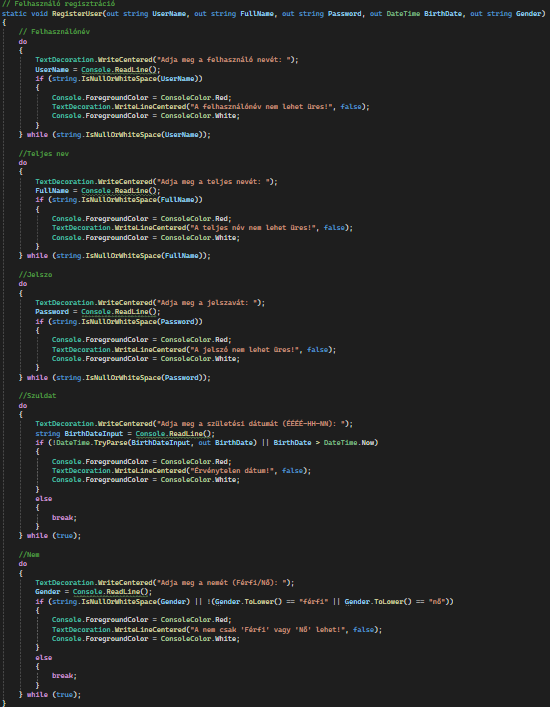 // Felhasználó regisztráció
static void RegisterUser(out string UserName, out string FullName, out string Password, out DateTime BirthDate, out string Gender)
{
// Felhasználónév
do
{
TextDecoration.WriteCentered("Adja meg a felhasználó nevét: ");
UserName = Console.ReadLine();
if (string.IsNullOrWhiteSpace(UserName))
{
Console.ForegroundColor = ConsoleColor.Red;
TextDecoration.WriteLineCentered("A felhasználónév nem lehet üres!", false);
Console.ForegroundColor = ConsoleColor.White;
}
} while (string.IsNullOrWhiteSpace(UserName));
//Teljes nev
do
{
TextDecoration.WriteCentered("Adja meg a teljes nevét: ");
FullName = Console.ReadLine();
if (string.IsNullOrWhiteSpace(FullName))
{
Console.ForegroundColor = ConsoleColor.Red;
TextDecoration.WriteLineCentered("A teljes név nem lehet üres!", false);
Console.ForegroundColor = ConsoleColor.White;
}
} while (string.IsNullOrWhiteSpace(FullName));
//Jelszo
do
{
TextDecoration.WriteCentered("Adja meg a jelszavát: ");
Password = Console.ReadLine();
if (string.IsNullOrWhiteSpace(Password))
{
Console.ForegroundColor = ConsoleColor.Red;
TextDecoration.WriteLineCentered("A jelszó nem lehet üres!", false);
Console.ForegroundColor = ConsoleColor.White;
}
} while (string.IsNullOrWhiteSpace(Password));
//Szuldat
do
{
TextDecoration.WriteCentered("Adja meg a születési dátumát (ÉÉÉÉ-HH-NN): ");
string BirthDateInput = Console.ReadLine();
if (!DateTime.TryParse(BirthDateInput, out BirthDate) || BirthDate > DateTime.Now)
{
Console.ForegroundColor = ConsoleColor.Red;
TextDecoration.WriteLineCentered("Érvénytelen dátum!", false);
Console.ForegroundColor = ConsoleColor.White;
}
else
{
break;
}
} while (true);
//Nem
do
{
TextDecoration.WriteCentered("Adja meg a nemét (Férfi/Nő): ");
Gender = Console.ReadLine();
if (string.IsNullOrWhiteSpace(Gender) || !(Gender.ToLower() == "férfi" || Gender.ToLower() == "nő"))
{
Console.ForegroundColor = ConsoleColor.Red;
TextDecoration.WriteLineCentered("A nem csak 'Férfi' vagy 'Nő' lehet!", false);
Console.ForegroundColor = ConsoleColor.White;
}
else
{
break;
}
} while (true);
}